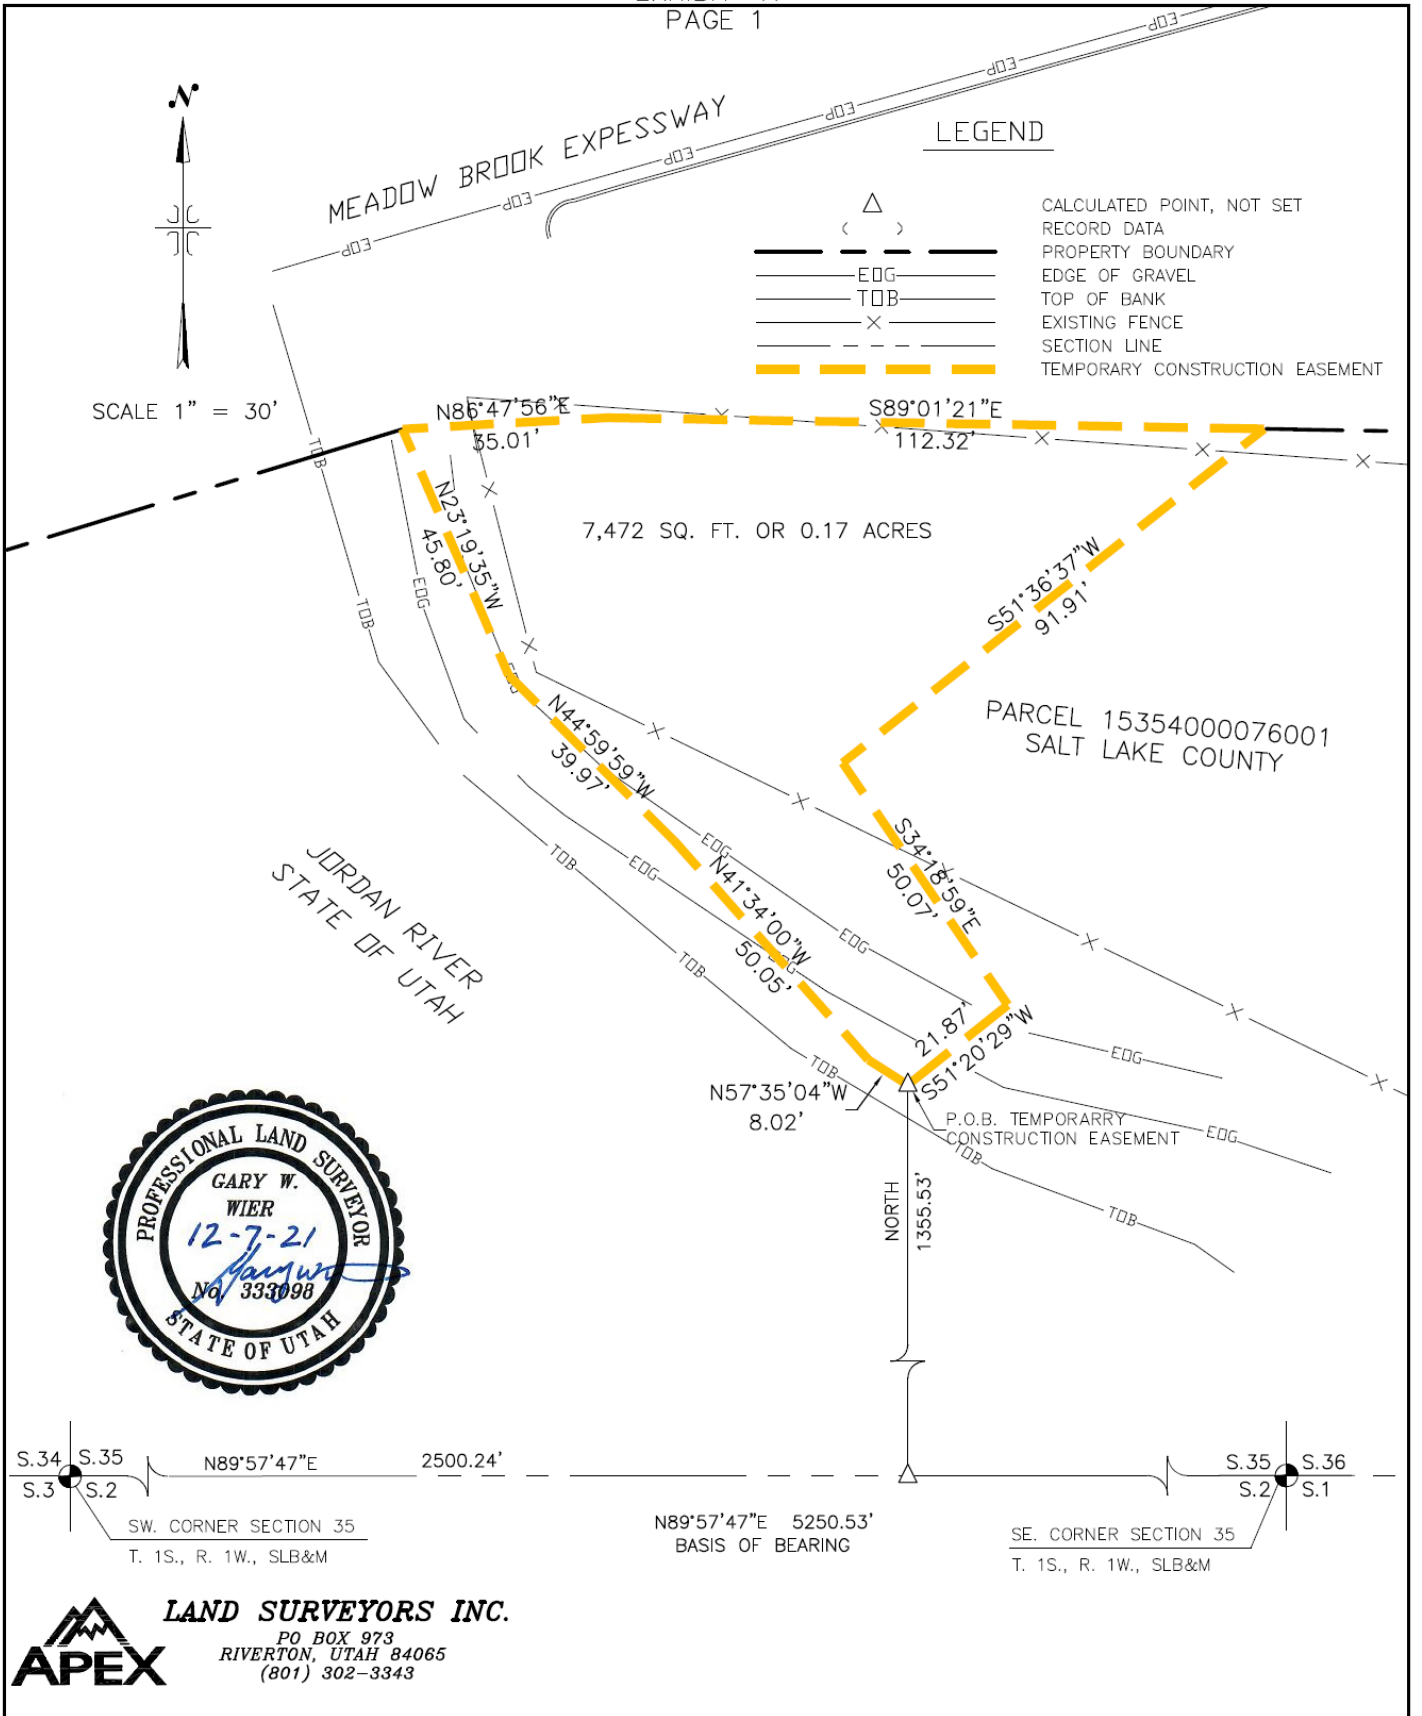 PAGE 1
N
MEADOW BROOK EXPESSWAY
EOP
EOP
EOP
EOP
EOP
EOP
LEGEND
CALCULATED POINT, NOT SET
RECORD DATA
PROPERTY BOUNDARY
EOG EDGE OF GRAVEL
TOB TOP OF BANK
EXISTING FENCE
SECTION LINE
TEMPORARY CONSTRUCTION EASEMENT
SCALE 1" = 30'
N86°47'56"E
35.01'
S89°01'21"E
112.32'
TOB
N23°19'35"W
45.80'
7,472 SQ. FT. OR 0.17 ACRES
S51°36'37"W
91.91'
EOG
TOB
N44°59'59"W
39.97'
PARCEL 15354000076001
SALT LAKE COUNTY
S34°18'59"E
50.07'
EOG
TOB
EOG
N41°34'00"W
50.05'
JORDAN RIVER
STATE OF UTAH
EOG
TOB
EOG
21.87'
S51°20'29"W
EOG
TOB
N57°35'04"W
8.02'
P.O.B. TEMPORARRY
CONSTRUCTION EASEMENT
EOG
TOB
TOB
NORTH
1355.53'
PROFESSIONAL LAND SURVEYOR
GARY W.
WIER
12-7-21
No. 333098
STATE OF UTAH
S.34 S.35
S.3 S.2
N89°57'47"E 2500.24'
S.35 S.36
S.2 S.1
SW. CORNER SECTION 35
T. 1S., R. 1W., SLB&M
N89°57'47"E 5250.53'
BASIS OF BEARING
SE. CORNER SECTION 35
T. 1S., R. 1W., SLB&M
APEX
LAND SURVEYORS INC.
PO BOX 973
RIVERTON, UTAH 84065
(801) 302-3343